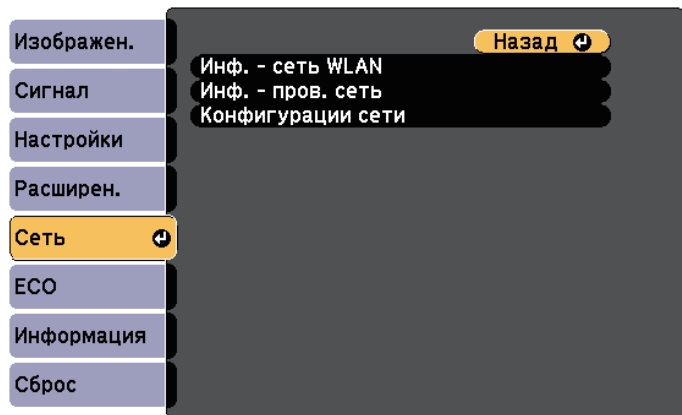 Изображен.
Сигнал
Настройки
Расширен.
Сеть
ECO
Информация
Сброс
Назад
Инф. - сеть WLAN
Инф. - пров. сеть
Конфигурации сети